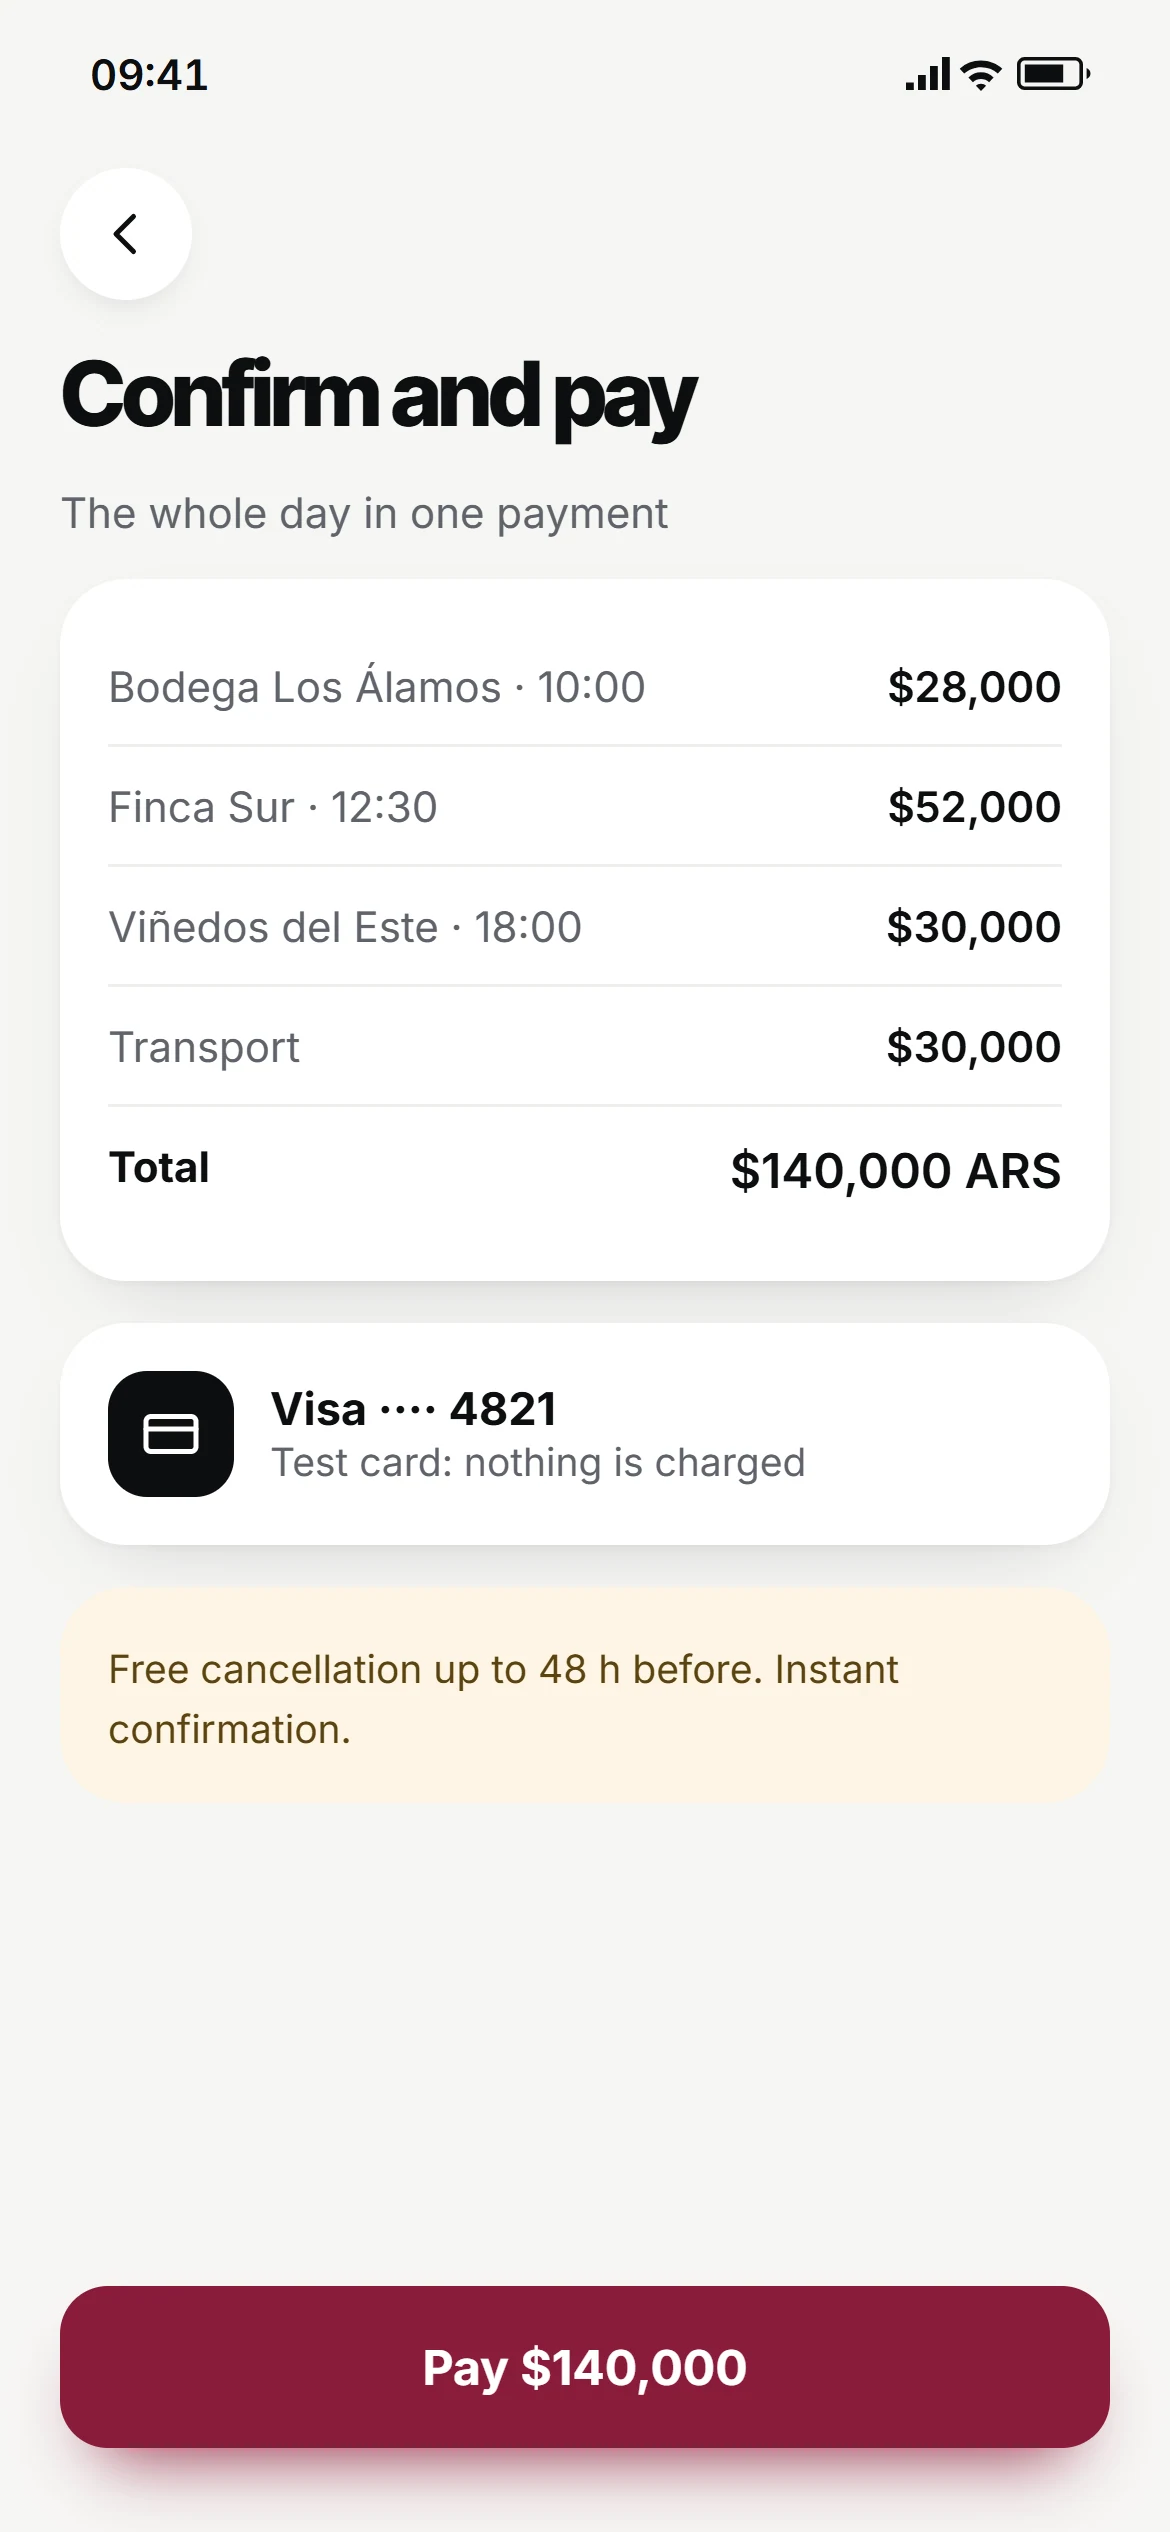 09:41
Confirm and pay
The whole day in one payment
Bodega Los Álamos · 10:00 $28,000
Finca Sur · 12:30 $52,000
Viñedos del Este · 18:00 $30,000
Transport $30,000
Total $140,000 ARS
Visa ···· 4821
Test card: nothing is charged
Free cancellation up to 48 h before. Instant
confirmation.
Pay $140,000